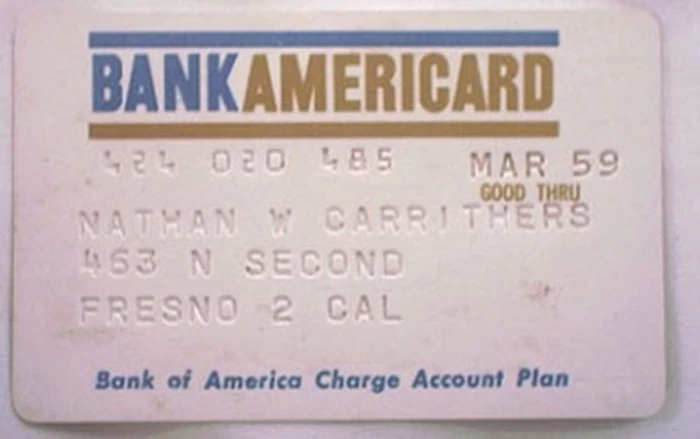 BANKAMERICARD
424 020 485 MAR 59
GOOD THRU
NATHAN W CARRITHERS
463 N SECOND
FRESNO 2 CAL
Bank of America Charge Account Plan